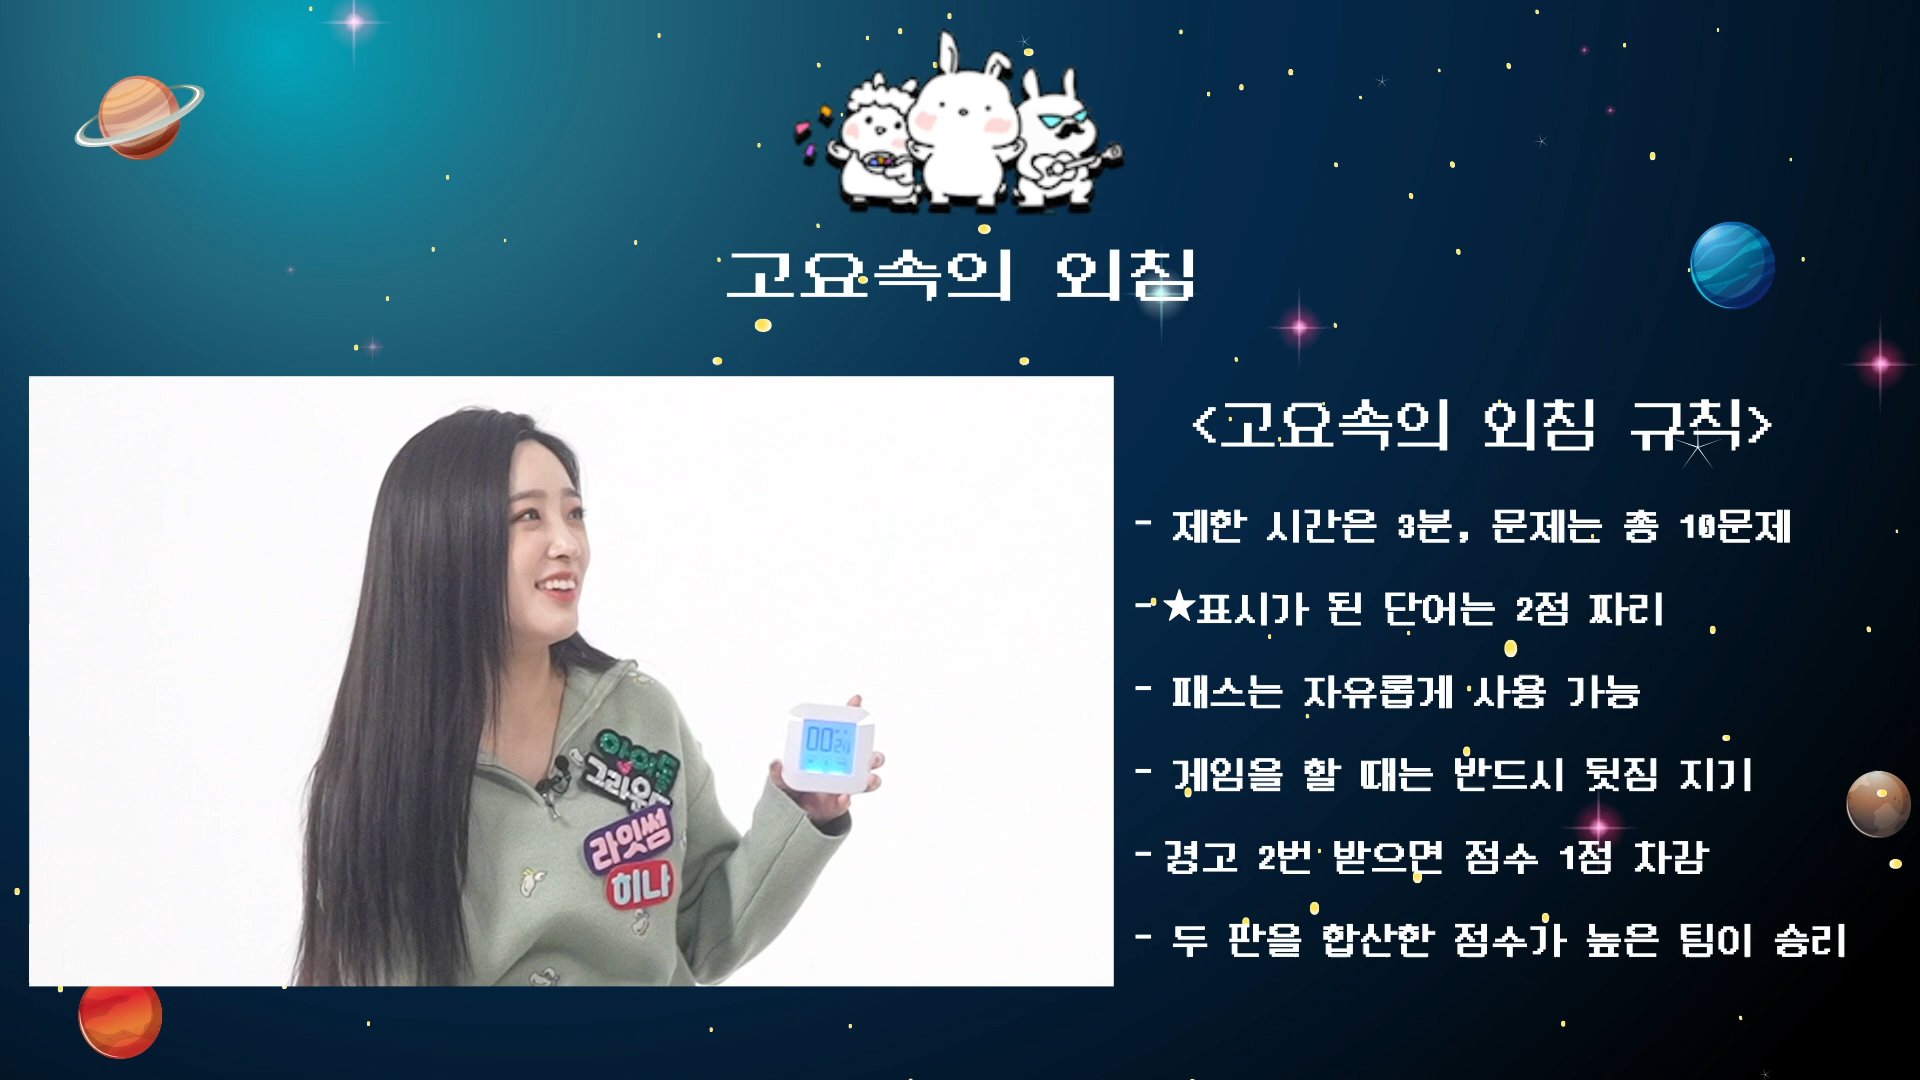 고요속의 외침
<고요속의 외침 규칙>
- 제한 시간은 3분, 문제는 총 10문제
-★표시가 된 단어는 2점 짜리
- 패스는 자유롭게 사용 가능
- 게임을 할 때는 반드시 뒷짐 지기
- 경고 2번 받으면 점수 1점 차감
- 두 판을 합산한 점수가 높은 팀이 승리
아이돌
그라운드
라잇썸
히나